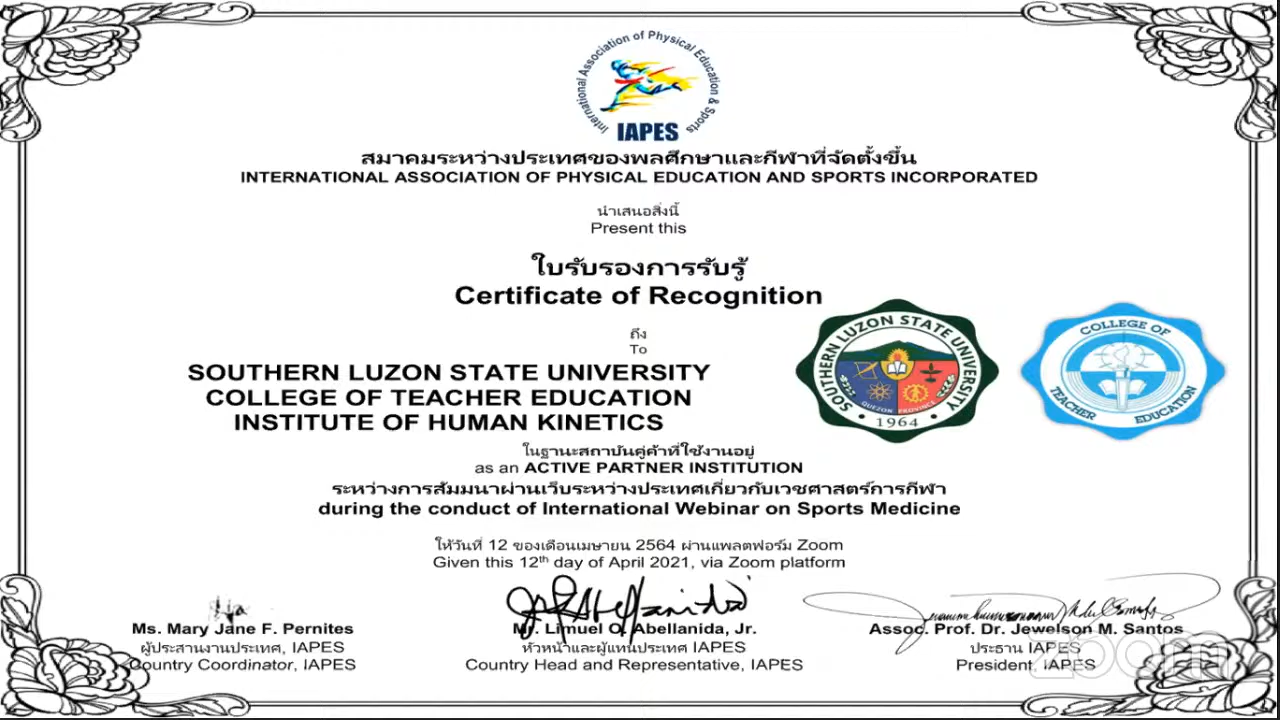 International Association of Physical Education & Sports
IAPES
สมาคมระหว่างประเทศของพลศึกษาและกีฬาที่จัดตั้งขึ้น
INTERNATIONAL ASSOCIATION OF PHYSICAL EDUCATION AND SPORTS INCORPORATED
นำเสนอสิ่งนี้
Present this
ใบรับรองการรับรู้
Certificate of Recognition
ถึง
To
SOUTHERN LUZON STATE UNIVERSITY
COLLEGE OF TEACHER EDUCATION
INSTITUTE OF HUMAN KINETICS
SOUTHERN LUZON STATE UNIVERSITY
QUEZON PROVINCE
• 1964 •
COLLEGE OF
TEACHER EDUCATION
ในฐานะสถาบันคู่ค้าที่ใช้งานอยู่
as an ACTIVE PARTNER INSTITUTION
ระหว่างการสัมมนาผ่านเว็บระหว่างประเทศเกี่ยวกับเวชศาสตร์การกีฬา
during the conduct of International Webinar on Sports Medicine
ให้วันที่ 12 ของเดือนเมษายน 2564 ผ่านแพลตฟอร์ม Zoom
Given this 12th day of April 2021, via Zoom platform
Ms. Mary Jane F. Pernites
ผู้ประสานงานประเทศ, IAPES
Country Coordinator, IAPES
Mr. Limuel Q. Abellanida, Jr.
หัวหน้าและผู้แทนประเทศ IAPES
Country Head and Representative, IAPES
Assoc. Prof. Dr. Jewelson M. Santos
ประธาน IAPES
President, IAPES
zoom